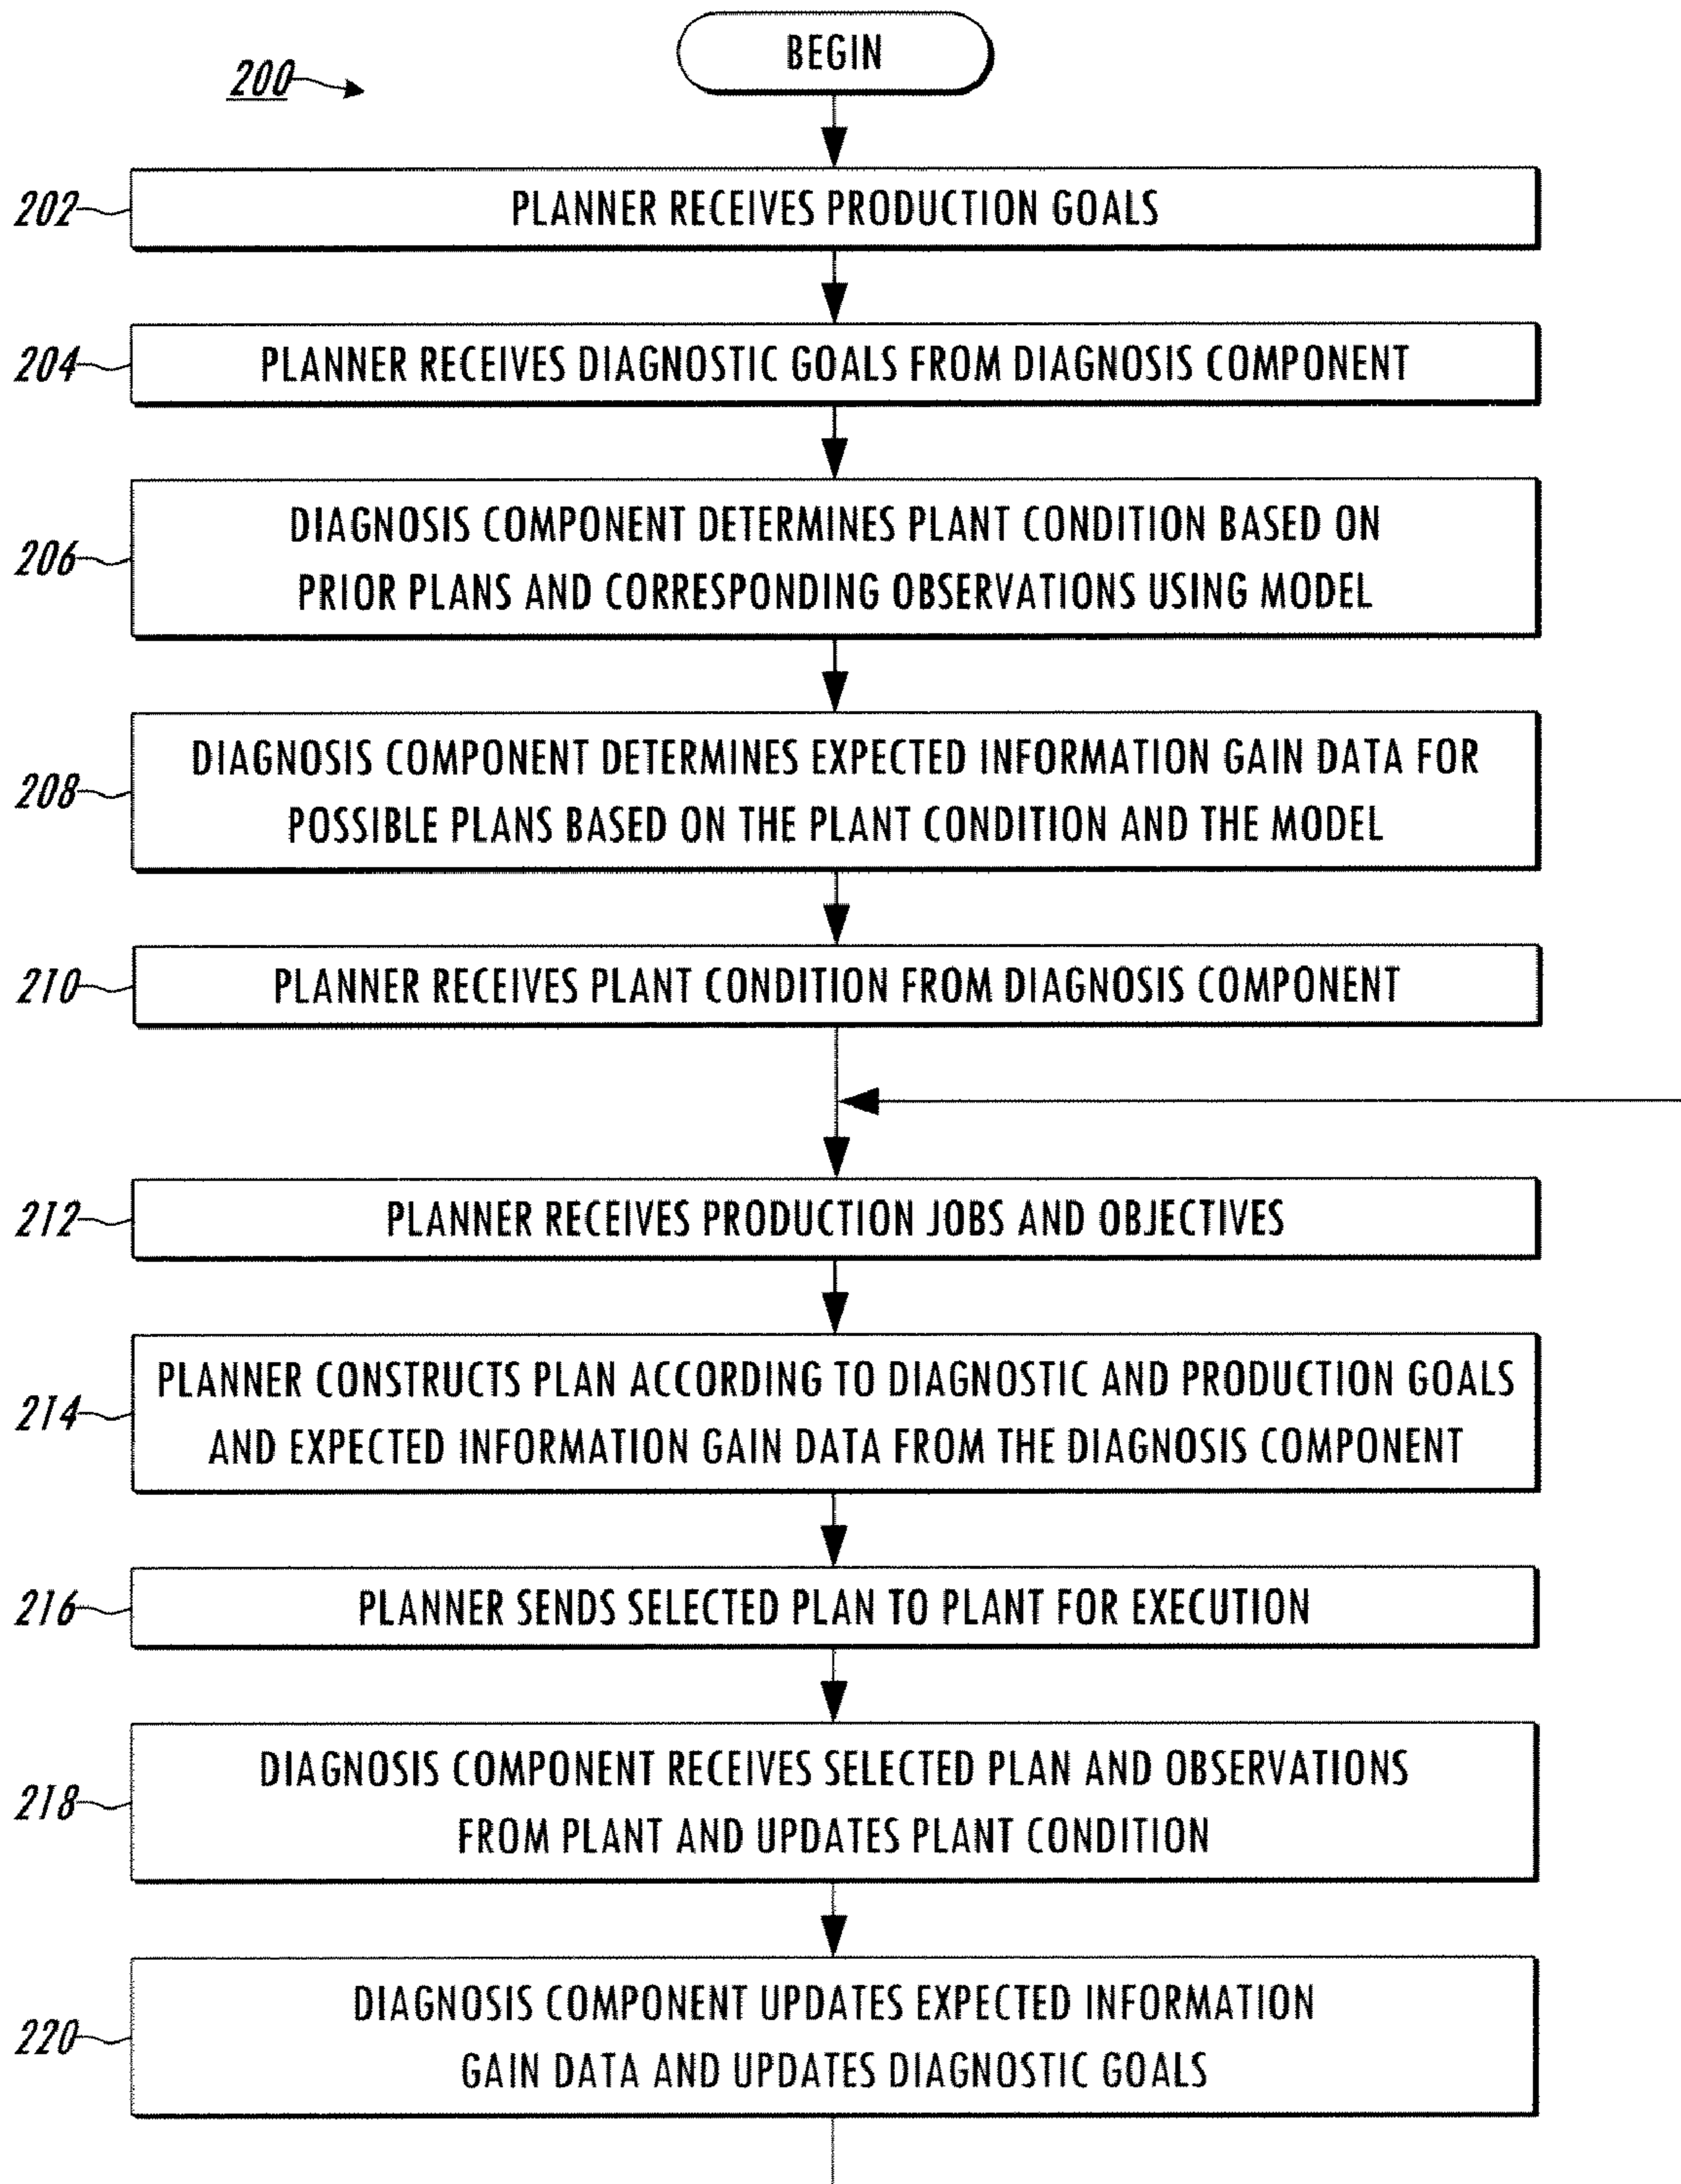 BEGIN
200
202
PLANNER RECEIVES PRODUCTION GOALS
204
PLANNER RECEIVES DIAGNOSTIC GOALS FROM DIAGNOSIS COMPONENT
206
DIAGNOSIS COMPONENT DETERMINES PLANT CONDITION BASED ON
PRIOR PLANS AND CORRESPONDING OBSERVATIONS USING MODEL
208
DIAGNOSIS COMPONENT DETERMINES EXPECTED INFORMATION GAIN DATA FOR
POSSIBLE PLANS BASED ON THE PLANT CONDITION AND THE MODEL
210
PLANNER RECEIVES PLANT CONDITION FROM DIAGNOSIS COMPONENT
212
PLANNER RECEIVES PRODUCTION JOBS AND OBJECTIVES
214
PLANNER CONSTRUCTS PLAN ACCORDING TO DIAGNOSTIC AND PRODUCTION GOALS
AND EXPECTED INFORMATION GAIN DATA FROM THE DIAGNOSIS COMPONENT
216
PLANNER SENDS SELECTED PLAN TO PLANT FOR EXECUTION
218
DIAGNOSIS COMPONENT RECEIVES SELECTED PLAN AND OBSERVATIONS
FROM PLANT AND UPDATES PLANT CONDITION
220
DIAGNOSIS COMPONENT UPDATES EXPECTED INFORMATION
GAIN DATA AND UPDATES DIAGNOSTIC GOALS